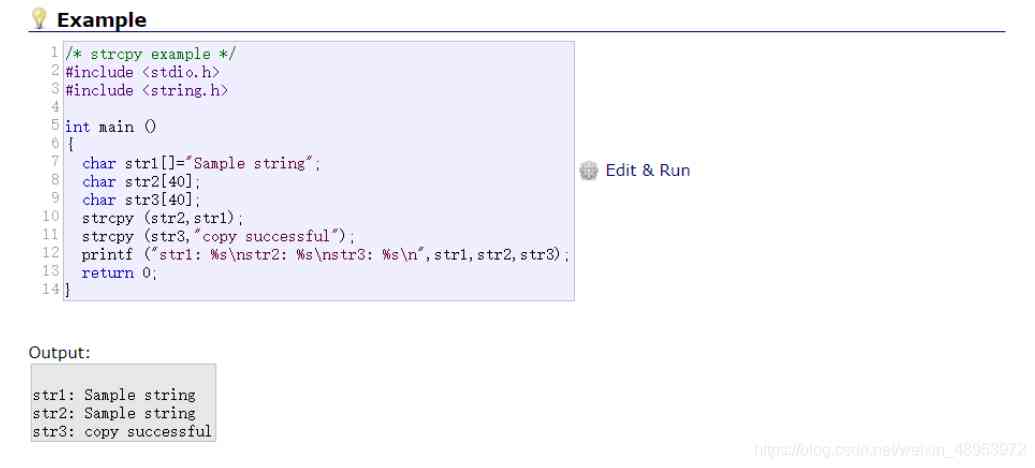 Example
1 /* strcpy example */
2 #include <stdio.h>
3 #include <string.h>
4
5 int main ()
6 {
7   char str1[]="Sample string";
8   char str2[40];
9   char str3[40];
10   strcpy (str2,str1);
11   strcpy (str3,"copy successful");
12   printf ("str1: %s\nstr2: %s\nstr3: %s\n",str1,str2,str3);
13   return 0;
14 }
Edit & Run
Output:
str1: Sample string
str2: Sample string
str3: copy successful
https://blog.csdn.net/weixin_48953972